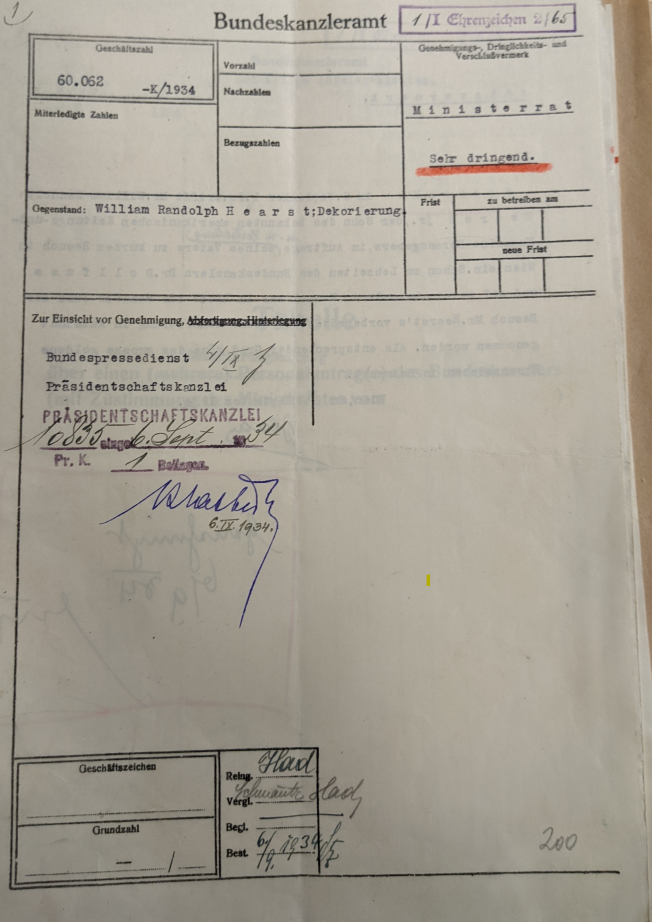 1
Bundeskanzleramt
1/I Ehrenzeichen 2/65
Geschäftszahl
60.062 -K/1934
Miterledigte Zahlen
Vorzahl
Nachzahlen
Bezugszahlen
Genehmigungs-, Dringlichkeits- und
Verschlußvermerk
Ministerrat
Sehr dringend.
Gegenstand: William Randolph H e a r s t;Dekorierung.
Frist
zu betreiben am
neue Frist
Zur Einsicht vor Genehmigung, Abfertigung, Hinterlegung
Bundespressedienst 4/IX
Präsidentschaftskanzlei
PRÄSIDENTSCHAFTSKANZLEI
10835 eingel. 6. Sept. 1934
Pr. K. 1 Beilagen.
6.IX.1934.
Geschäftszeichen
Grundzahl
— /
Reing.
Vergl.
Begl.
Best. 6/9. 1934
200